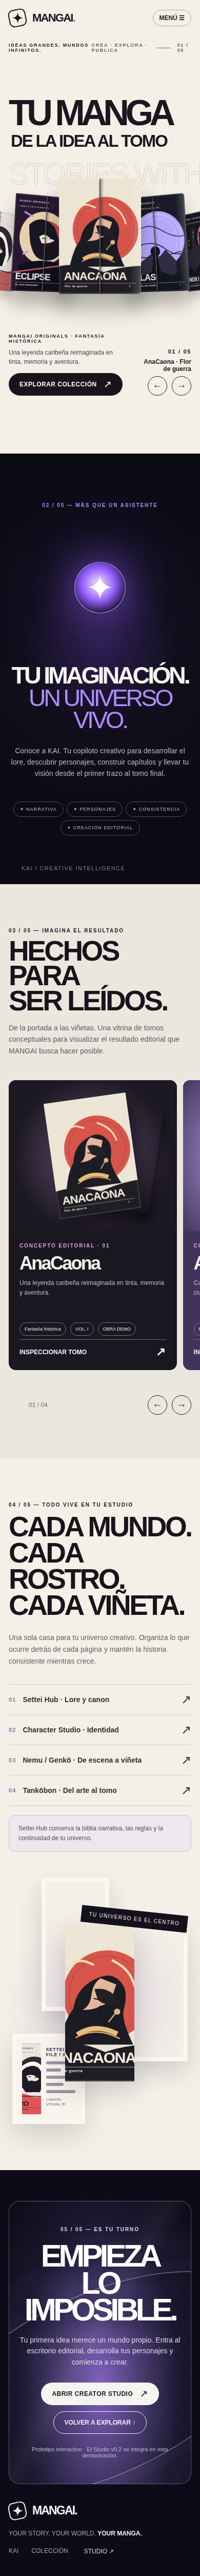 MANGAI.
MENÚ ☰
IDEAS GRANDES. MUNDOS INFINITOS.
CREA · EXPLORA · PUBLICA
01 / 05
TU MANGA
DE LA IDEA AL TOMO
STORIES WITH
ECLIPSE
ANACAONA
Flor de guerra
MANGAI ORIGINALS · FANTASÍA HISTÓRICA
Una leyenda caribeña reimaginada en
tinta, memoria y aventura.
EXPLORAR COLECCIÓN ↗
01 / 05
AnaCaona · Flor
de guerra
← →
02 / 05 — MÁS QUE UN ASISTENTE
TU IMAGINACIÓN.
UN UNIVERSO
VIVO.
Conoce a KAI. Tu copiloto creativo para desarrollar el
lore, descubrir personajes, construir capítulos y llevar tu
visión desde el primer trazo al tomo final.
✦ NARRATIVA
✦ PERSONAJES
✦ CONSISTENCIA
✦ CREACIÓN EDITORIAL
KAI / CREATIVE INTELLIGENCE
03 / 05 — IMAGINA EL RESULTADO
HECHOS
PARA
SER LEÍDOS.
De la portada a las viñetas. Una vitrina de tomos
conceptuales para visualizar el resultado editorial que
MANGAI busca hacer posible.
ANACAONA
Flor de guerra
CONCEPTO EDITORIAL · 01
AnaCaona
Una leyenda caribeña reimaginada en tinta, memoria
y aventura.
Fantasía histórica
VOL. I
OBRA DEMO
INSPECCIONAR TOMO ↗
01 / 04
← →
04 / 05 — TODO VIVE EN TU ESTUDIO
CADA MUNDO.
CADA
ROSTRO.
CADA VIÑETA.
Una sola casa para tu universo creativo. Organiza lo que
ocurre detrás de cada página y mantén la historia
consistente mientras crece.
01 Settei Hub · Lore y canon ↗
02 Character Studio · Identidad ↗
03 Nemu / Genkō · De escena a viñeta ↗
04 Tankōbon · Del arte al tomo ↗
Settei Hub conserva la biblia narrativa, las reglas y la
continuidad de tu universo.
TU UNIVERSO ES EL CENTRO
NACAONA
SETTEI
FILE /
CANON
VISUAL
05 / 05 — ES TU TURNO
EMPIEZA
LO
IMPOSIBLE.
Tu primera idea merece un mundo propio. Entra al
escritorio editorial, desarrolla tus personajes y
comienza a crear.
ABRIR CREATOR STUDIO ↗
VOLVER A EXPLORAR ↑
Prototipo interactivo · El Studio v0.2 se integra en esta
demostración.
MANGAI.
YOUR STORY. YOUR WORLD. YOUR MANGA.
KAI
COLECCIÓN
STUDIO ↗